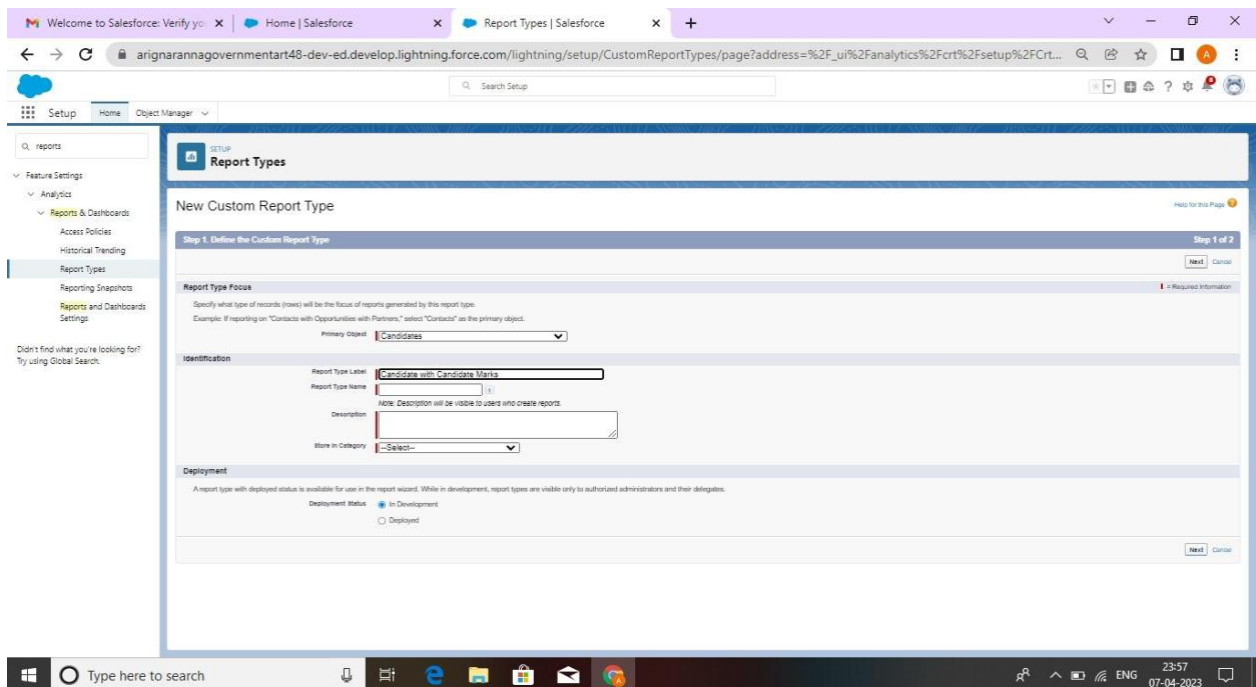 Welcome to Salesforce: Verify yo
Home | Salesforce
Report Types | Salesforce
arignarannagovernmentart48-dev-ed.develop.lightning.force.com/lightning/setup/CustomReportTypes/page?address=%2F_ui%2Fanalytics%2Fcrt%2Fsetup%2FCrt...
A
Search Setup
Setup
Home
Object Manager
reports
Feature Settings
Analytics
Reports & Dashboards
Access Policies
Historical Trending
Report Types
Reporting Snapshots
Reports and Dashboards
Settings
Didn't find what you're looking for?
Try using Global Search.
SETUP
Report Types
New Custom Report Type
Help for this Page
Step 1. Define the Custom Report Type
Step 1 of 2
Next Cancel
Report Type Focus
= Required Information
Specify what type of records (rows) will be the focus of reports generated by this report type.
Example: If reporting on "Contacts with Opportunities with Partners," select "Contacts" as the primary object.
Primary Object Candidates
Identification
Report Type Label Candidate with Candidate Marks
Report Type Name
Note: Description will be visible to users who create reports.
Description
Store in Category --Select--
Deployment
A report type with deployed status is available for use in the report wizard. While in development, report types are visible only to authorized administrators and their delegates.
Deployment Status In Development
Deployed
Next Cancel
Type here to search
ENG
23:57
07-04-2023